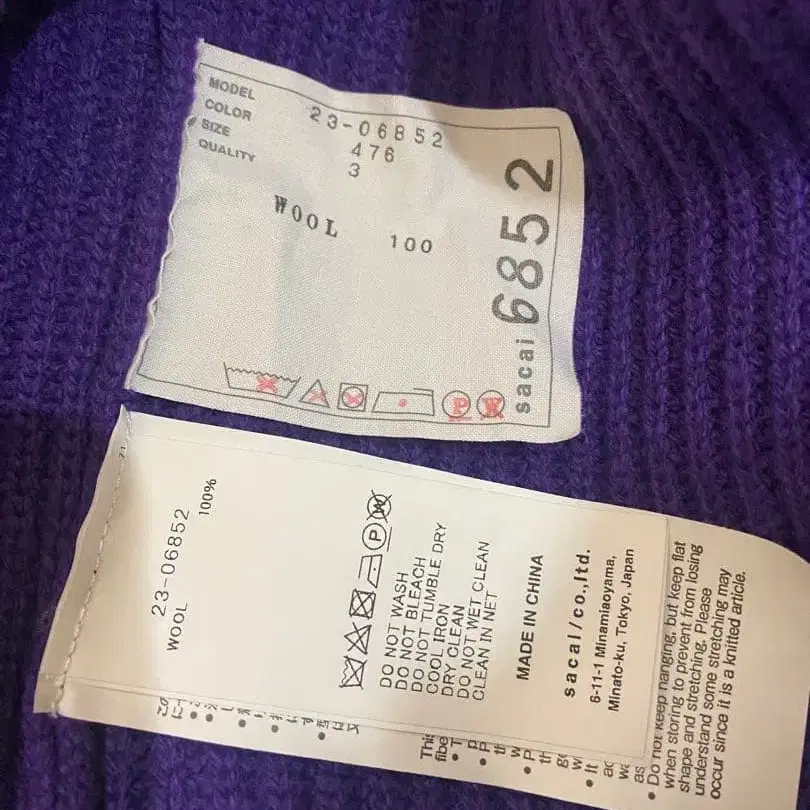 MODEL 23-06852
COLOR 476
SIZE 3
QUALITY
WOOL 100
sacai 6852
P
W
23-06852
WOOL 100%
P W
DO NOT WASH
DO NOT BLEACH
DO NOT TUMBLE DRY
COOL IRON
DRY CLEAN
DO NOT WET CLEAN
CLEAN IN NET
MADE IN CHINA
sacai/co.,ltd.
6-11-1 Minamiaoyama,
Minato-ku, Tokyo, Japan
• Do not keep hanging, but keep flat
when storing to prevent from losing
shape and stretching. Please
understand some stretching may
occur since it is a knitted article.